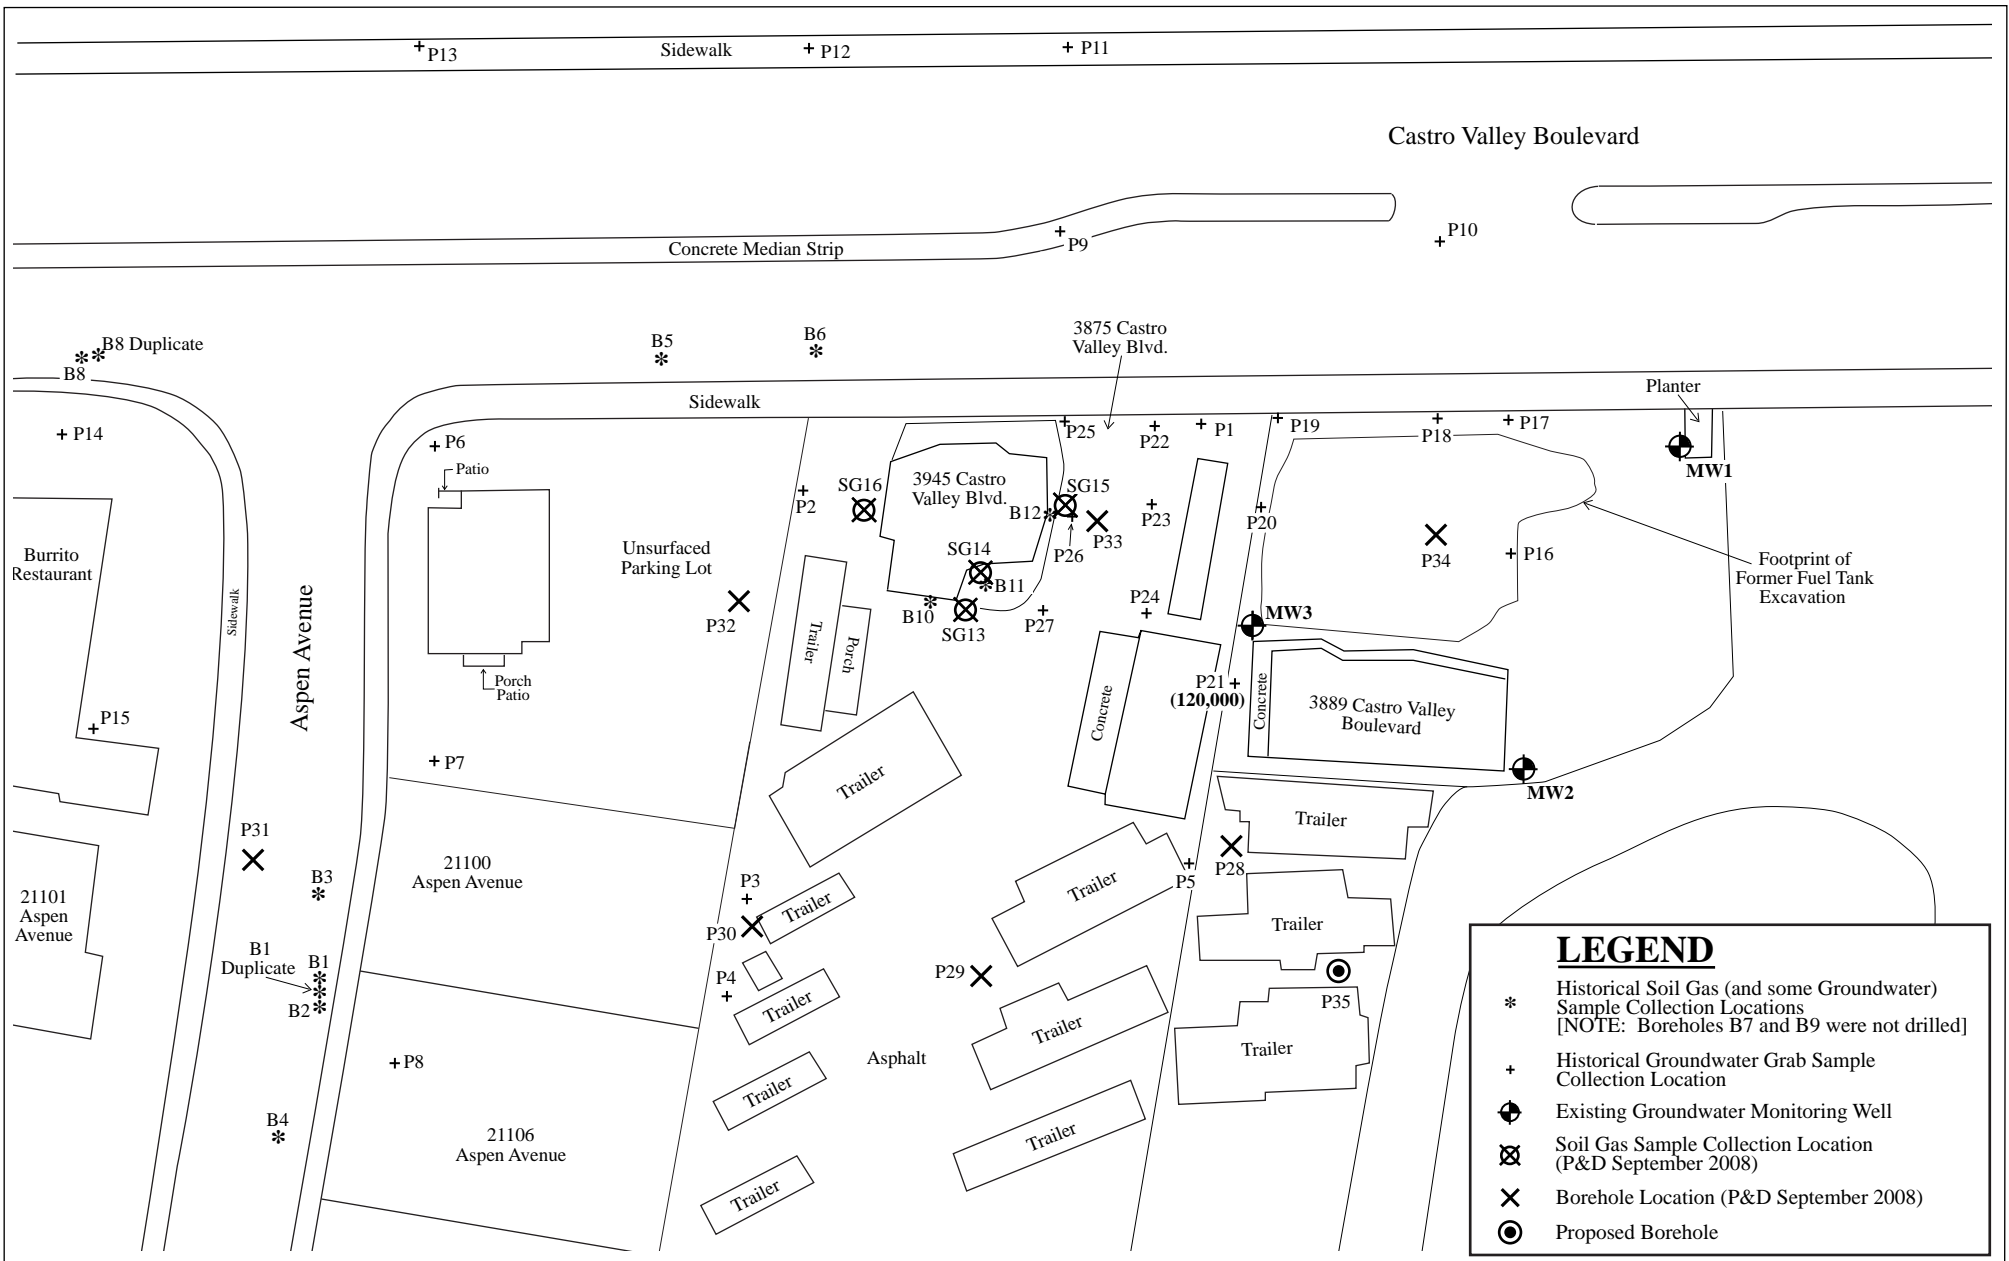 P13
Sidewalk
P12
P11
Castro Valley Boulevard
Concrete Median Strip
P9
P10
B8 Duplicate
B8
B5
B6
3875 Castro
Valley Blvd.
Sidewalk
Planter
P14
P6
P25
P22
P1
P19
P18
P17
MW1
Patio
SG16
3945 Castro
Valley Blvd.
SG15
P2
B12
P26
P33
P23
P20
P34
P16
Burrito
Restaurant
Unsurfaced
Parking Lot
SG14
B11
Footprint of
Former Fuel Tank
Excavation
Sidewalk
Aspen Avenue
P32
Trailer
Porch
B10
SG13
P27
P24
MW3
Porch
Patio
P21
(120,000)
Concrete
Concrete
3889 Castro Valley
Boulevard
P15
P7
Trailer
MW2
P31
Trailer
P28
B3
21100
Aspen Avenue
P3
Trailer
Trailer
P5
21101
Aspen
Avenue
P30
Trailer
B1
Duplicate
B1
B2
P4
Trailer
P29
P35
Trailer
Trailer
P8
Asphalt
Trailer
B4
21106
Aspen Avenue
Trailer
Trailer
LEGEND
Historical Soil Gas (and some Groundwater)
Sample Collection Locations
[NOTE: Boreholes B7 and B9 were not drilled]
Historical Groundwater Grab Sample
Collection Location
Existing Groundwater Monitoring Well
Soil Gas Sample Collection Location
(P&D September 2008)
Borehole Location (P&D September 2008)
Proposed Borehole